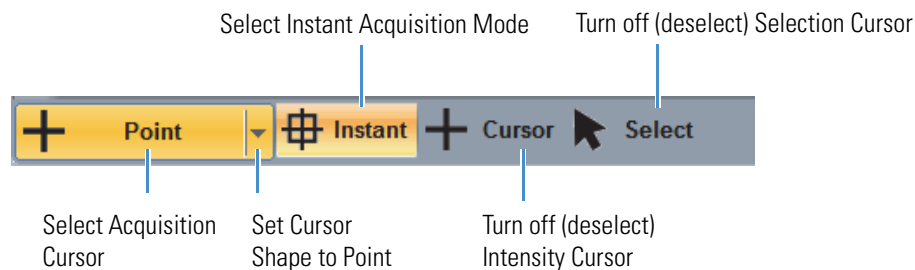 Select Instant Acquisition Mode
Turn off (deselect) Selection Cursor
Point
Instant
Cursor
Select
Select Acquisition
Cursor
Set Cursor
Shape to Point
Turn off (deselect)
Intensity Cursor